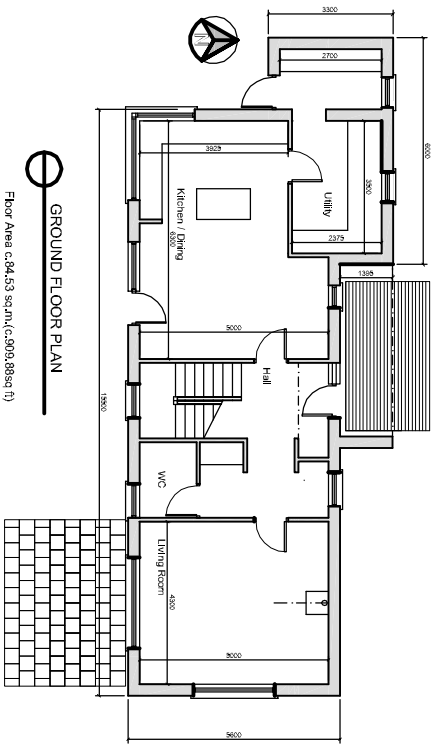 3300
2700
6000
3925
3500
Utility
2375
Kitchen / Dining
6300
1395
5000
Hall
15500
WC
Living Room
4300
5000
5600
GROUND FLOOR PLAN
Floor Area c.84.53 sq.m.(c.909.88sq ft)